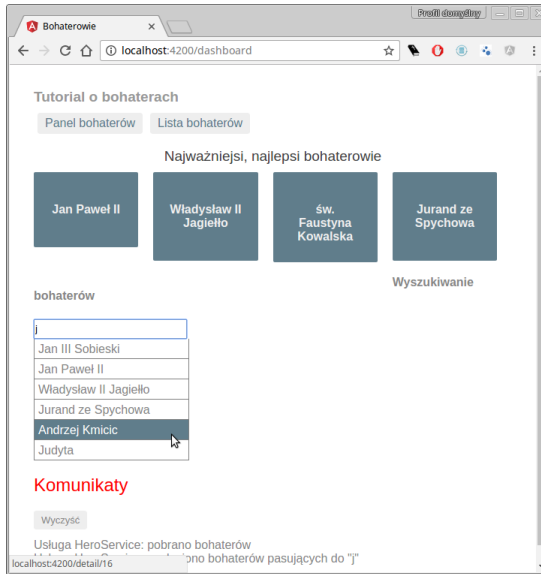 Profil domyślny
Bohaterowie
localhost:4200/dashboard
Tutorial o bohaterach
Panel bohaterów Lista bohaterów
Najważniejsi, najlepsi bohaterowie
Jan Paweł II
Władysław II
Jagiełło
św.
Faustyna
Kowalska
Jurand ze
Spychowa
Wyszukiwanie
bohaterów
j
Jan III Sobieski
Jan Paweł II
Władysław II Jagiełło
Jurand ze Spychowa
Andrzej Kmicic
Judyta
Komunikaty
Wyczyść
Usługa HeroService: pobrano bohaterów
bohaterów pasujących do "j"
localhost:4200/detail/16